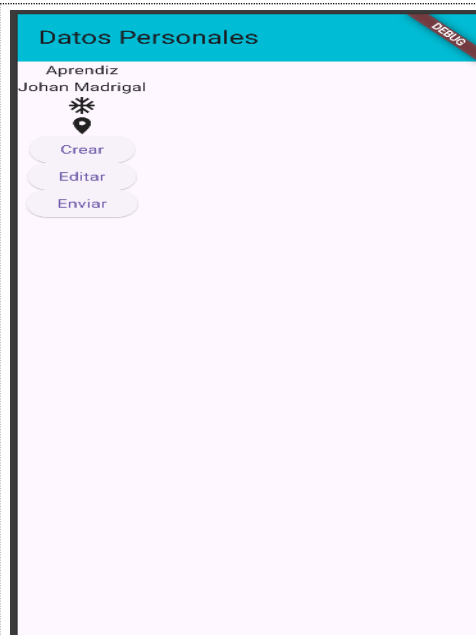 Datos Personales
DEBUG
Aprendiz
Johan Madrigal
Crear
Editar
Enviar